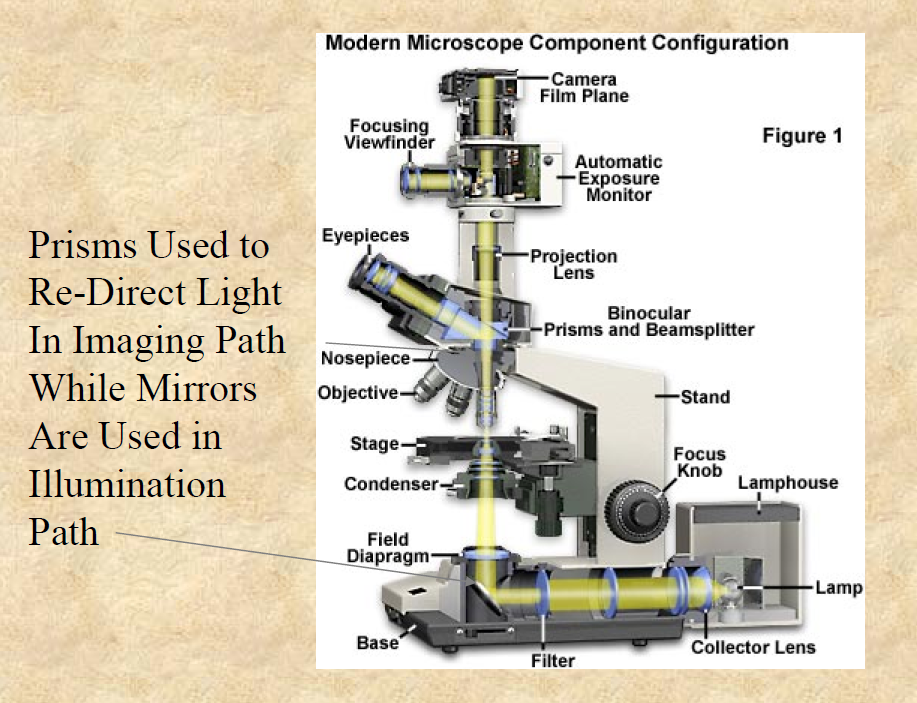 Modern Microscope Component Configuration
Camera
Film Plane
Figure 1
Focusing
Viewfinder
Automatic
Exposure
Monitor
Prisms Used to
Re-Direct Light
In Imaging Path
While Mirrors
Are Used in
Illumination
Path
Eyepieces
Projection
Lens
Binocular
Prisms and Beamsplitter
Nosepiece
Objective
Stand
Stage
Focus
Knob
Condenser
Lamphouse
Field
Diapragm
Lamp
Base
Filter
Collector Lens